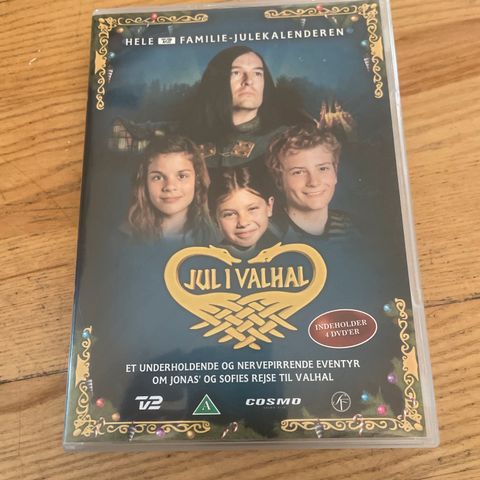 HELE TV2 FAMILIE-JULEKALENDEREN
JUL I VALHAL
INDEHOLDER
4 DVD'ER
ET UNDERHOLDENDE OG NERVEPIRRENDE EVENTYR
OM JONAS' OG SOFIES REJSE TIL VALHAL
TV2 A COSMO SF